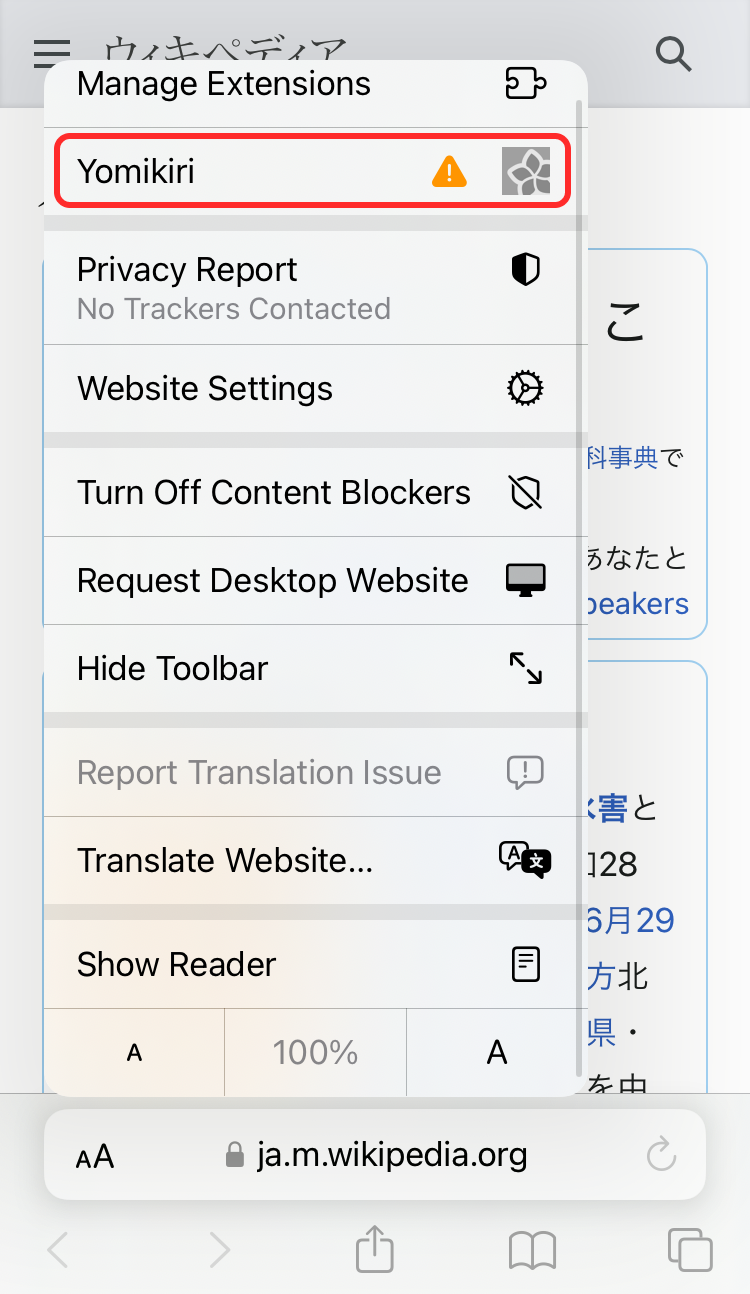 ウィキペディア
Manage Extensions
Yomikiri
Privacy Report
No Trackers Contacted
こ
Website Settings
科事典で
Turn Off Content Blockers
あなたと
Request Desktop Website
peakers
Hide Toolbar
Report Translation Issue
害と
Translate Website...
28
6月29
Show Reader
方北
県・
A
100%
A
を中
AA
ja.m.wikipedia.org